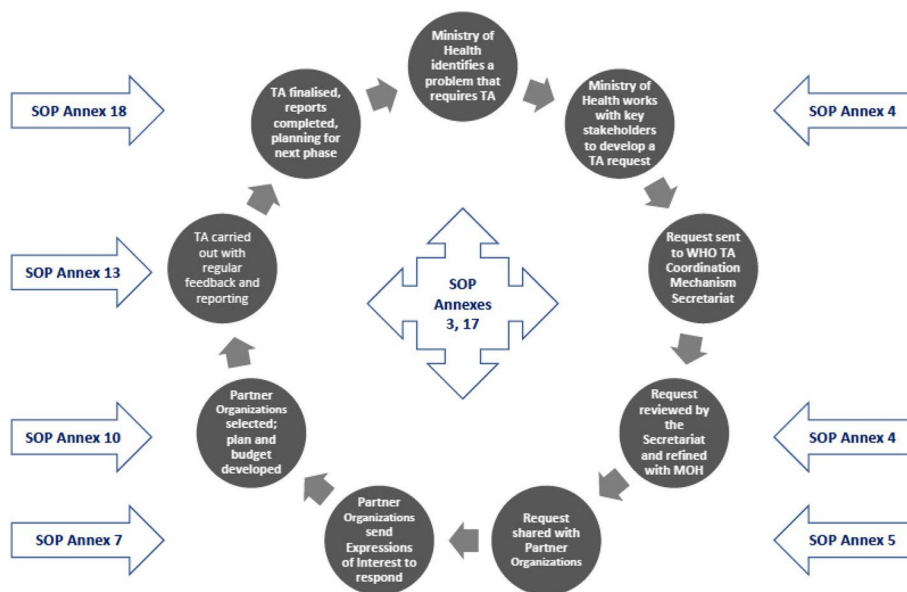 Ministry of
Health
identifies a
problem that
requires TA
Ministry of
Health works
with key
stakeholders
to develop a
TA request
Request sent
to WHO TA
Coordination
Mechanism
Secretariat
Request
reviewed by
the
Secretariat
and refined
with MOH
Request
shared with
Partner
Organizations
Partner
Organizations
send
Expressions
of Interest to
respond
Partner
Organizations
selected;
plan and
budget
developed
TA carried
out with
regular
feedback and
reporting
TA finalised,
reports
completed,
planning for
next phase
SOP Annex 18
SOP Annex 13
SOP Annex 10
SOP Annex 7
SOP
Annexes
3, 17
SOP Annex 4
SOP Annex 4
SOP Annex 5